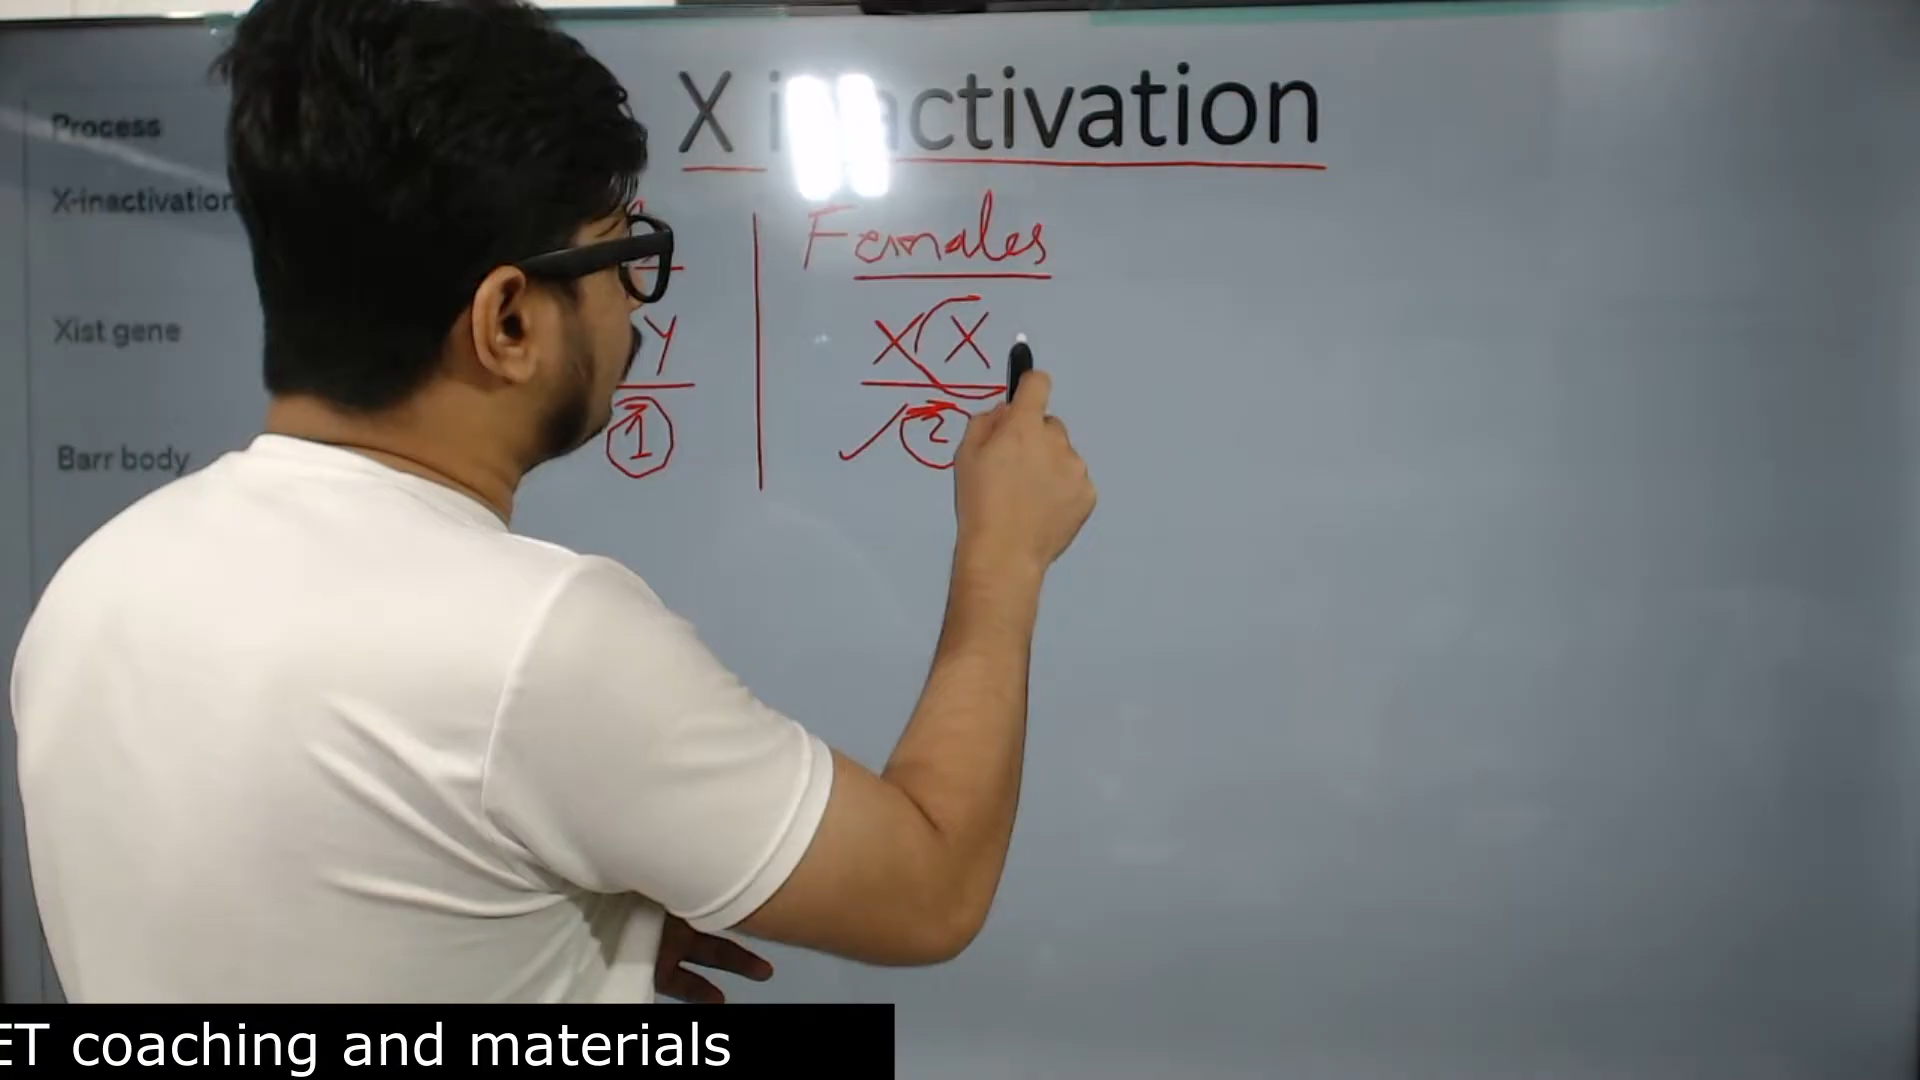 X inactivation
Process
X-inactivation
Xist gene
Barr body
Y
1
Females
X X
2
ET coaching and materials